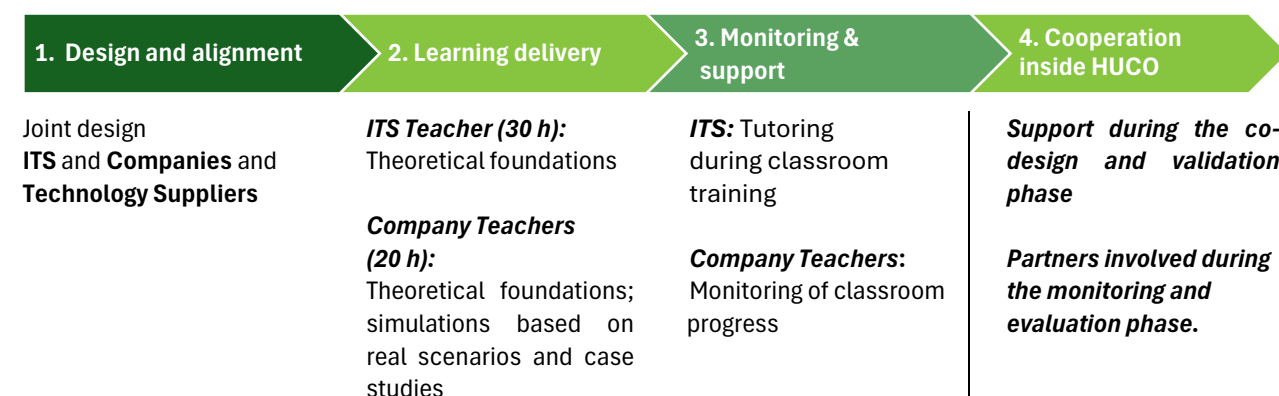 1. Design and alignment
2. Learning delivery
3. Monitoring &
support
4. Cooperation
inside HUCO
Joint design
ITS and Companies and
Technology Suppliers
ITS Teacher (30 h):
Theoretical foundations
Company Teachers
(20 h):
Theoretical foundations;
simulations based on
real scenarios and case
studies
ITS: Tutoring
during classroom
training
Company Teachers:
Monitoring of classroom
progress
Support during the co-
design and validation
phase
Partners involved during
the monitoring and
evaluation phase.